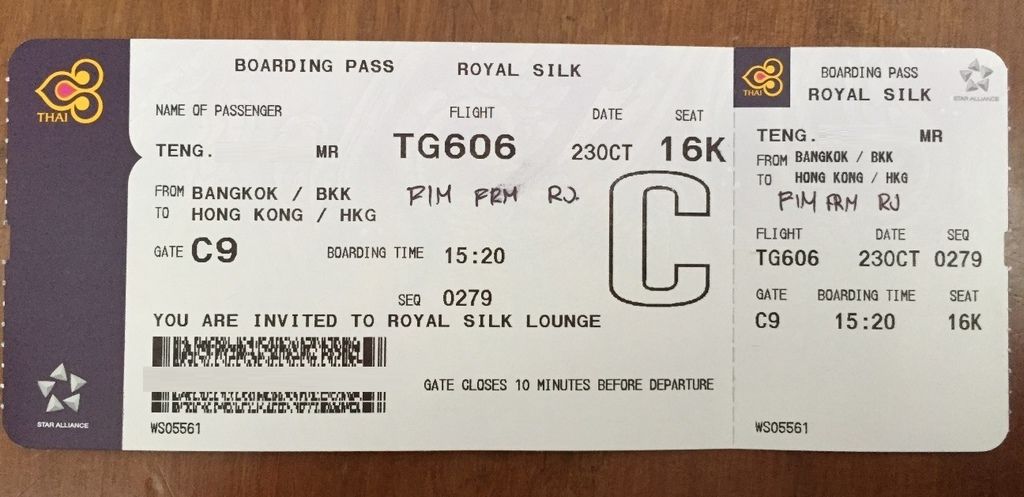 THAI
BOARDING PASS ROYAL SILK
NAME OF PASSENGER FLIGHT DATE SEAT
TENG. MR TG606 23OCT 16K
FROM BANGKOK / BKK
TO HONG KONG / HKG
FIM FRM RJ.
C
GATE C9 BOARDING TIME 15:20
SEQ 0279
YOU ARE INVITED TO ROYAL SILK LOUNGE
GATE CLOSES 10 MINUTES BEFORE DEPARTURE
WS05561
STAR ALLIANCE
THAI
BOARDING PASS
ROYAL SILK
STAR ALLIANCE
TENG. MR
FROM BANGKOK / BKK
TO HONG KONG / HKG
FIM FRM RJ
FLIGHT DATE SEQ
TG606 23OCT 0279
GATE BOARDING TIME SEAT
C9 15:20 16K
WS05561